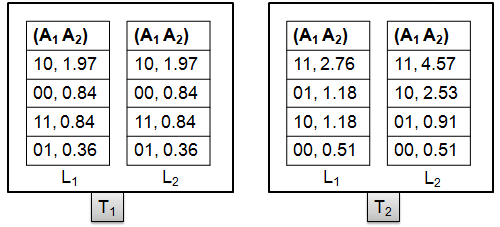 (A1 A2) (A1 A2) (A1 A2) (A1 A2)
10, 1.97 10, 1.97 11, 2.76 11, 4.57
00, 0.84 00, 0.84 01, 1.18 10, 2.53
11, 0.84 11, 0.84 10, 1.18 01, 0.91
01, 0.36 01, 0.36 00, 0.51 00, 0.51
L1 L2 L1 L2
T1 T2